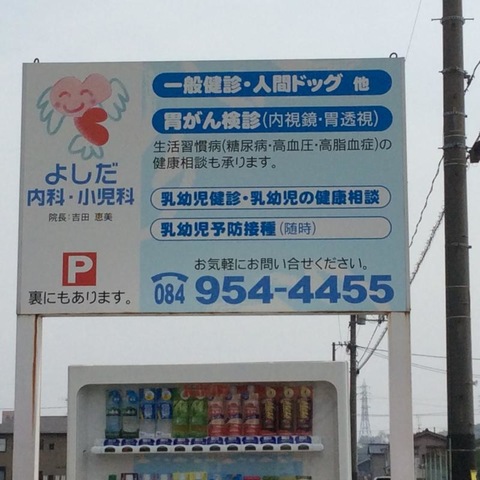 一般健診・人間ドッグ 他
胃がん検診(内視鏡・胃透視)
生活習慣病(糖尿病・高血圧・高脂血症)の
健康相談も承ります。
よしだ
内科・小児科
院長:吉田 恵美
乳幼児健診・乳幼児の健康相談
乳幼児予防接種(随時)
P
裏にもあります。
お気軽にお問い合せください。
084 954-4455